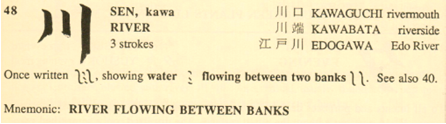 48 川 SEN, kawa 川口 KAWAGUCHI rivermouth
RIVER 川端 KAWABATA riverside
3 strokes 江戸川 EDOGAWA Edo River
Once written , showing water flowing between two banks . See also 40.
Mnemonic: RIVER FLOWING BETWEEN BANKS